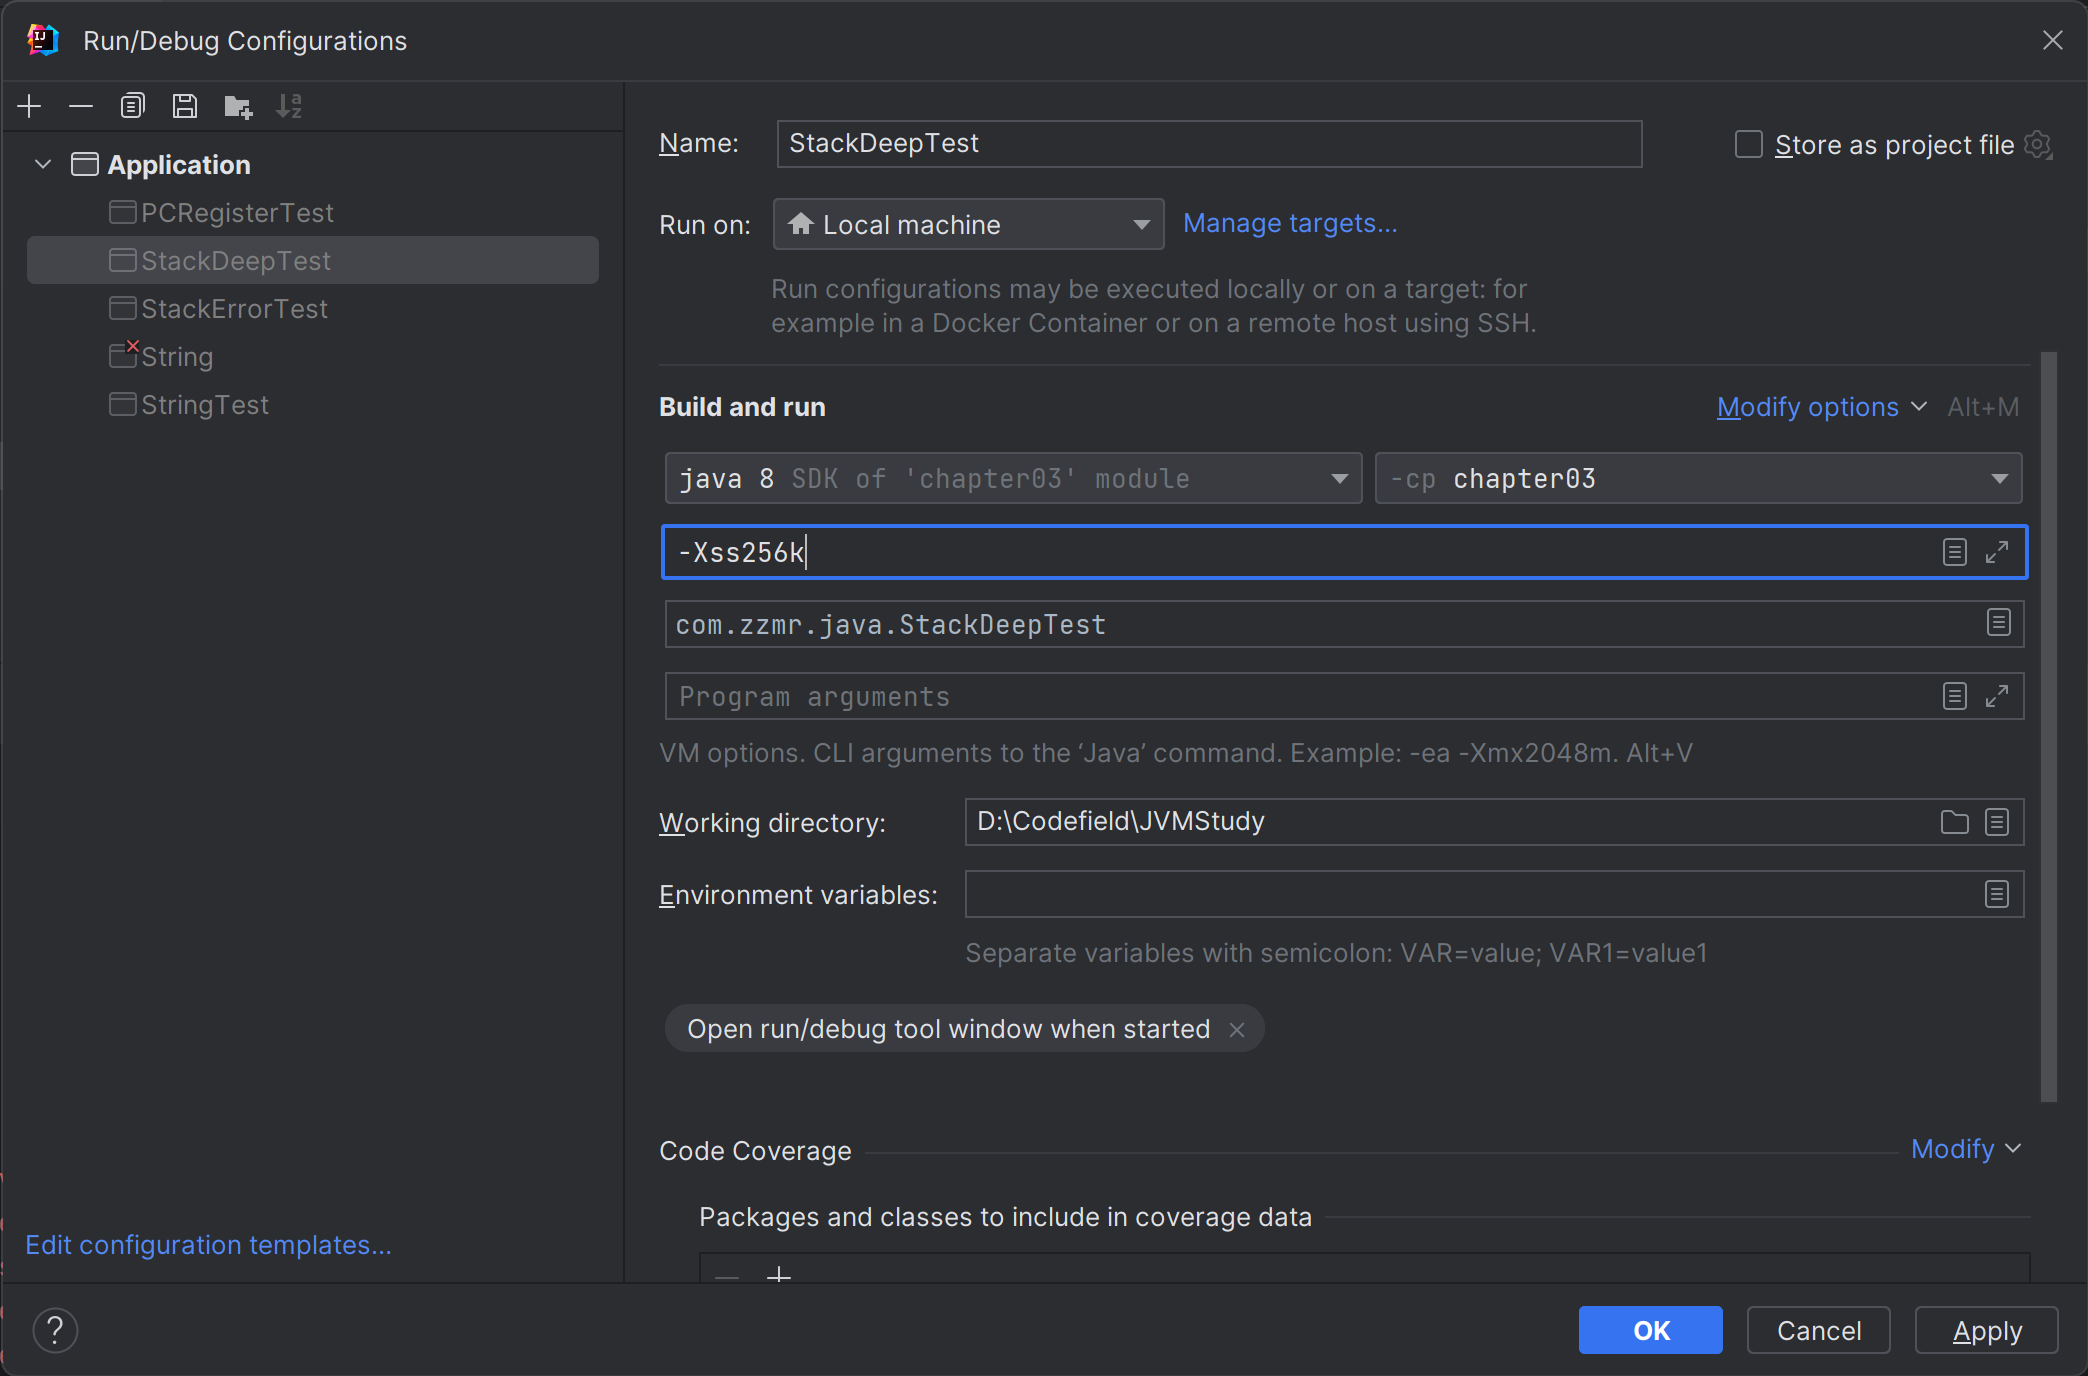 Run/Debug Configurations
Application
PCRegisterTest
StackDeepTest
StackErrorTest
String
StringTest
Edit configuration templates...
Name: StackDeepTest
Store as project file
Run on: Local machine Manage targets...
Run configurations may be executed locally or on a target: for
example in a Docker Container or on a remote host using SSH.
Build and run
Modify options Alt+M
java 8 SDK of 'chapter03' module
-cp chapter03
-Xss256k
com.zzmr.java.StackDeepTest
Program arguments
VM options. CLI arguments to the ‘Java’ command. Example: -ea -Xmx2048m. Alt+V
Working directory: D:\Codefield\JVMStudy
Environment variables:
Separate variables with semicolon: VAR=value; VAR1=value1
Open run/debug tool window when started
Code Coverage
Modify
Packages and classes to include in coverage data
?
OK
Cancel
Apply